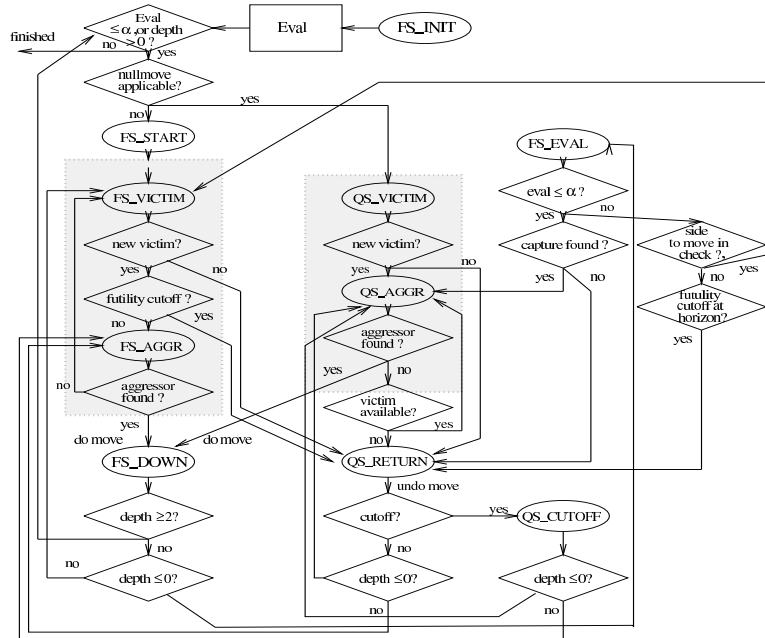 Eval
≤ α, or depth
> 0 ?
Eval
FS_INIT
finished
no
yes
nullmove
applicable?
yes
no
FS_START
FS_EVAL
FS_VICTIM
QS_VICTIM
eval ≤ α ?
no
yes
new victim?
new victim?
capture found ?
side
to move in
check ?,
yes
no
yes
no
yes
no
yes
no
futility cutoff ?
QS_AGGR
futulity
cutoff at
horizon?
no
yes
yes
FS_AGGR
aggressor
found ?
no
aggressor
found ?
yes
no
victim
available?
yes
yes
do move
do move
no
FS_DOWN
QS_RETURN
undo move
depth ≥2?
cutoff?
yes
QS_CUTOFF
no
no
no
depth ≤0?
depth ≤0?
depth ≤0?
no
no